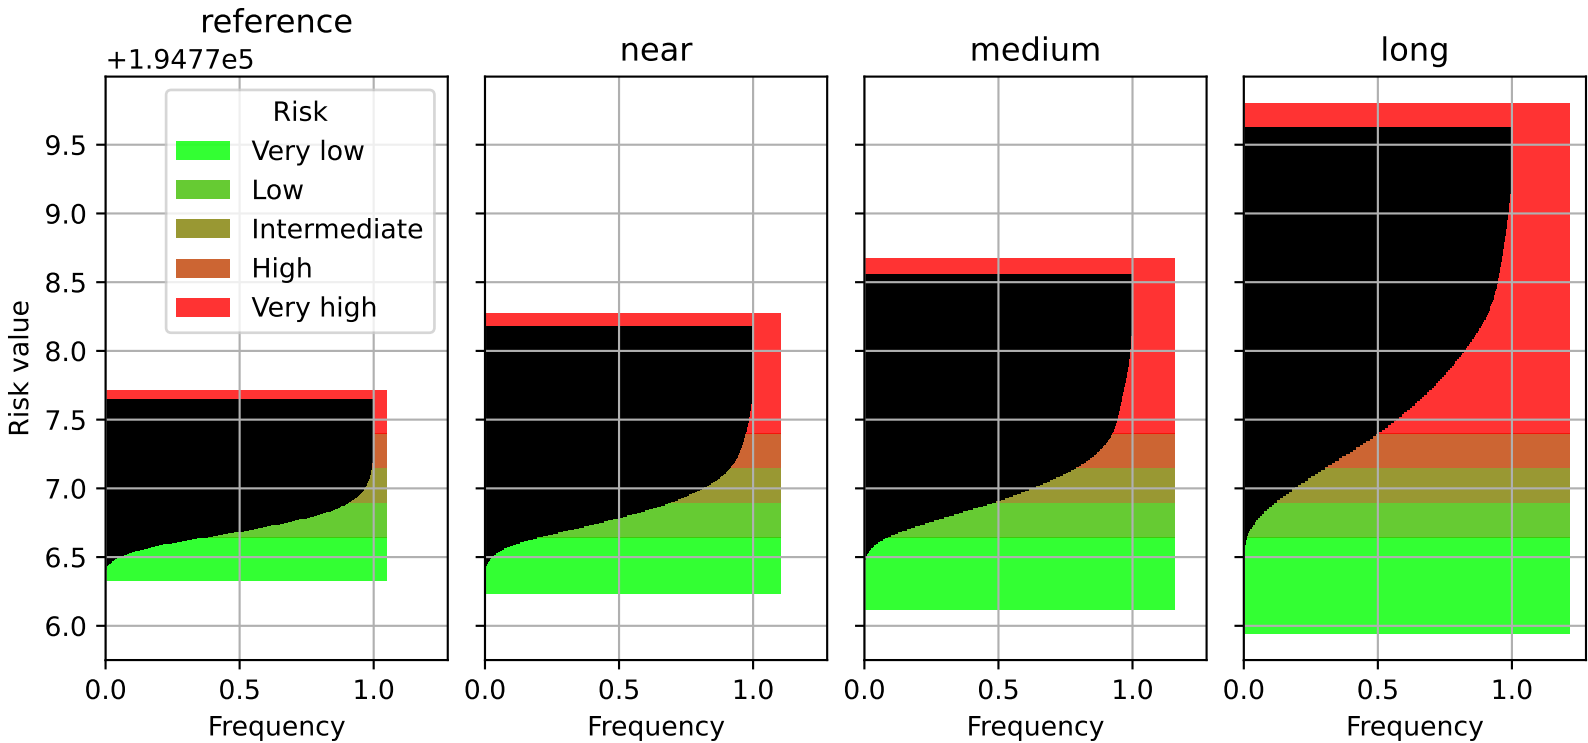 reference
near
medium
long
+1.9477e5
Risk
Very low
Low
Intermediate
High
Very high
Risk value
9.5
9.0
8.5
8.0
7.5
7.0
6.5
6.0
0.0 0.5 1.0
0.0 0.5 1.0
0.0 0.5 1.0
0.0 0.5 1.0
Frequency
Frequency
Frequency
Frequency